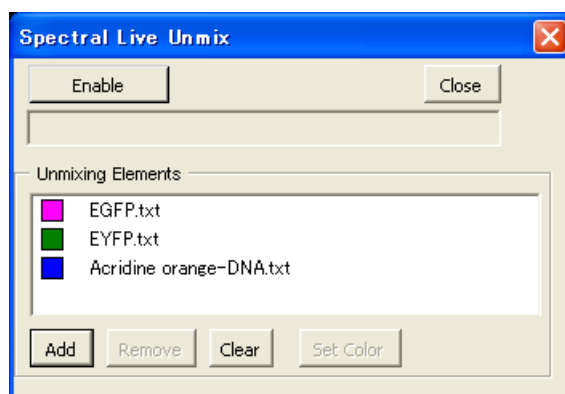 Spectral Live Unmix
Enable Close
Unmixing Elements
EGFP.txt
EYFP.txt
Acridine orange-DNA.txt
Add Remove Clear Set Color